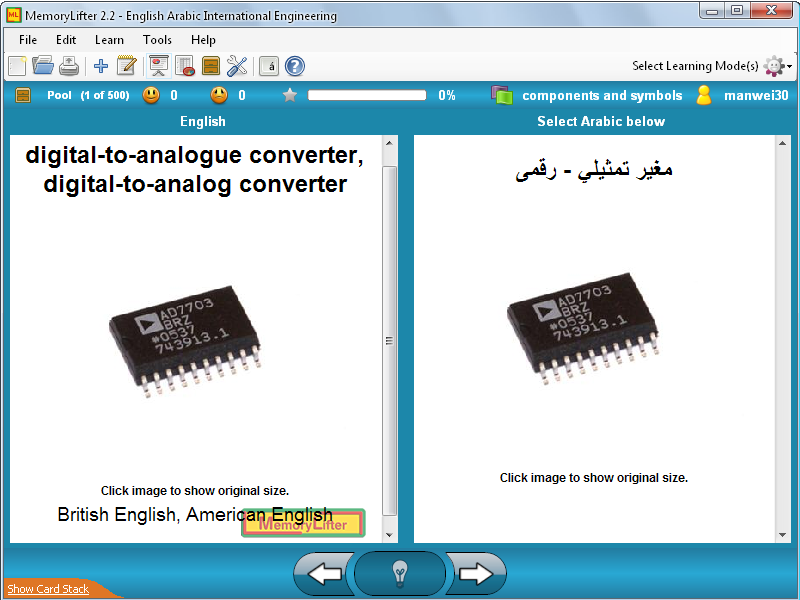 MemoryLifter 2.2 - English Arabic International Engineering
File Edit Learn Tools Help
Select Learning Mode(s)
Pool (1 of 500) 0 0 0% components and symbols manwei30
English
Select Arabic below
digital-to-analogue converter,
digital-to-analog converter
مغير تمثيلي - رقمى
AD7703
BRZ
#0537
743913.1
AD7703
BRZ
#0537
743913.1
Click image to show original size.
Click image to show original size.
British English, American English
MemoryLifter
Show Card Stack